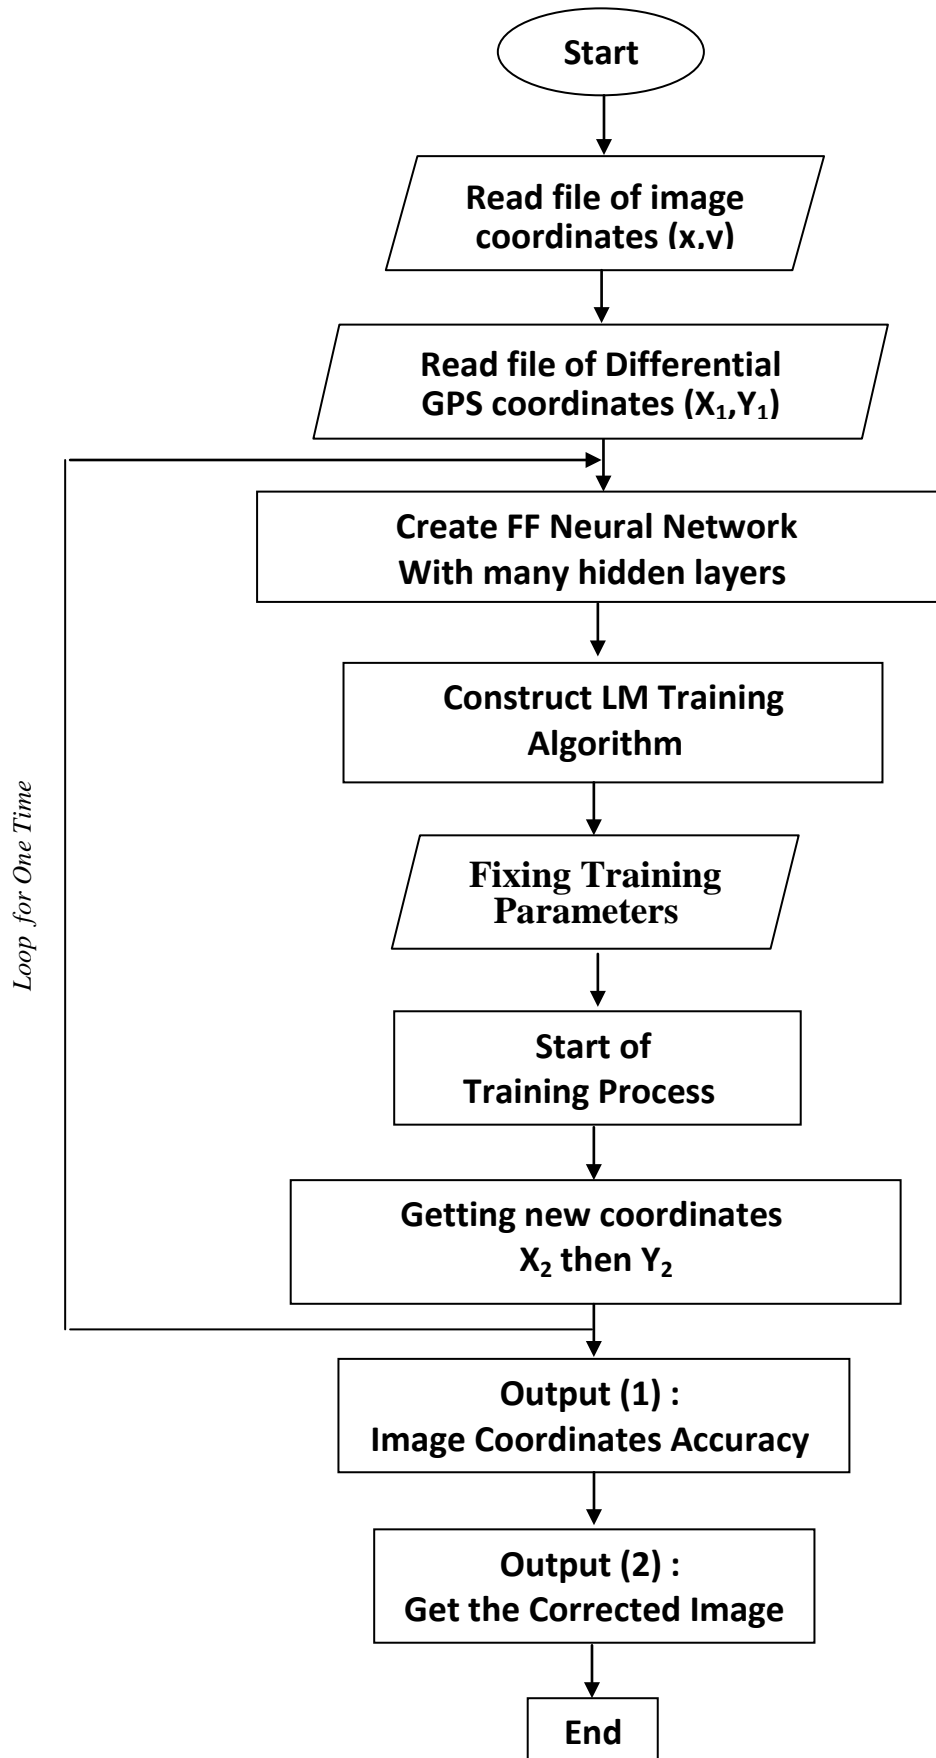 Start
Read file of image
coordinates (x,y)
Read file of Differential
GPS coordinates (X₁,Y₁)
Create FF Neural Network
With many hidden layers
Construct LM Training
Algorithm
Fixing Training
Parameters
Start of
Training Process
Getting new coordinates
X₂ then Y₂
Loop for One Time
Output (1) :
Image Coordinates Accuracy
Output (2) :
Get the Corrected Image
End